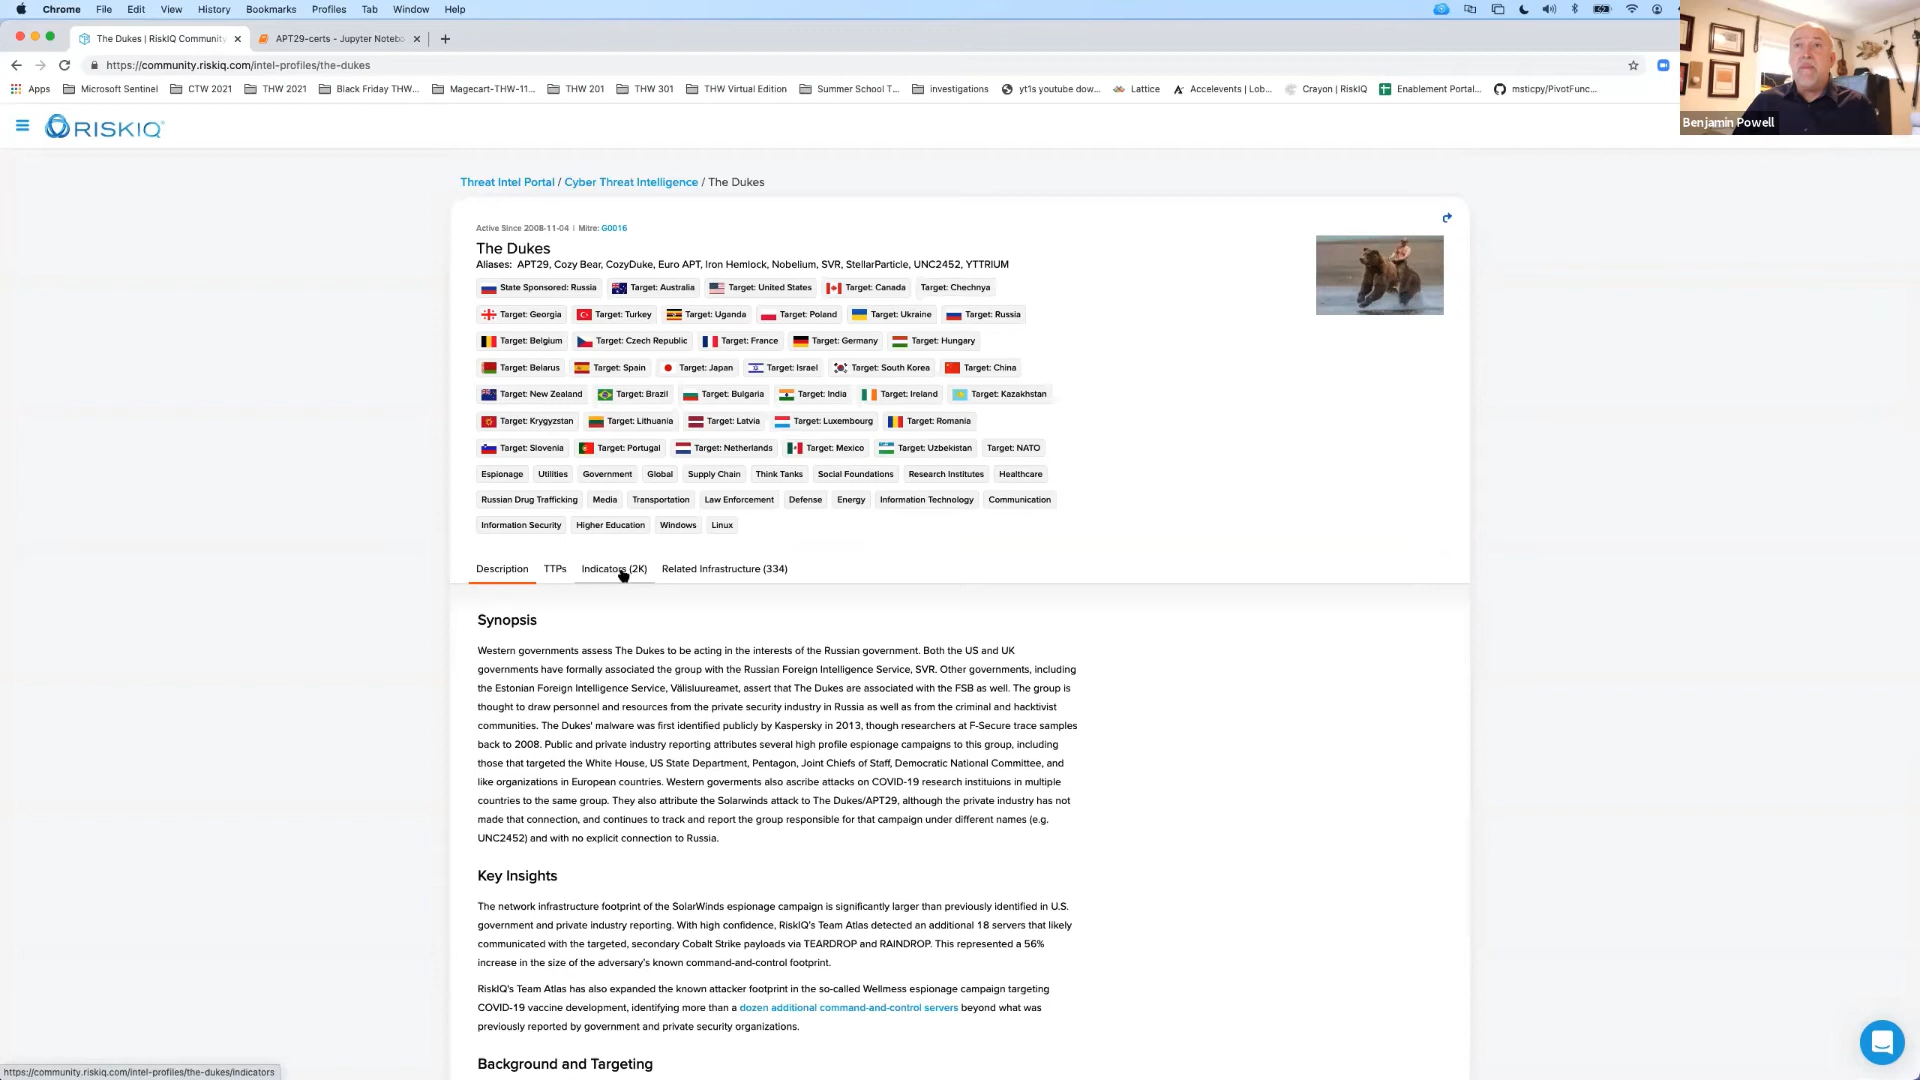 Chrome File Edit View History Bookmarks Profiles Tab Window Help
The Dukes | RiskIQ Community
APT29-certs - Jupyter Notebo
https://community.riskiq.com/intel-profiles/the-dukes
Apps Microsoft Sentinel CTW 2021 THW 2021 Black Friday THW... Magecart-THW-11... THW 201 THW 301 THW Virtual Edition Summer School T... investigations yt1s youtube dow... Lattice Accelevents | Lob... Crayon | RiskIQ Enablement Portal... msticpy/PivotFunc...
Benjamin Powell
RISKIQ
Threat Intel Portal / Cyber Threat Intelligence / The Dukes
Active Since 2008-11-04 | Mitre: G0016
The Dukes
Aliases: APT29, Cozy Bear, CozyDuke, Euro APT, Iron Hemlock, Nobelium, SVR, StellarParticle, UNC2452, YTTRIUM
State Sponsored: Russia Target: Australia Target: United States Target: Canada Target: Chechnya
Target: Georgia Target: Turkey Target: Uganda Target: Poland Target: Ukraine Target: Russia
Target: Belgium Target: Czech Republic Target: France Target: Germany Target: Hungary
Target: Belarus Target: Spain Target: Japan Target: Israel Target: South Korea Target: China
Target: New Zealand Target: Brazil Target: Bulgaria Target: India Target: Ireland Target: Kazakhstan
Target: Krygyzstan Target: Lithuania Target: Latvia Target: Luxembourg Target: Romania
Target: Slovenia Target: Portugal Target: Netherlands Target: Mexico Target: Uzbekistan Target: NATO
Espionage Utilities Government Global Supply Chain Think Tanks Social Foundations Research Institutes Healthcare
Russian Drug Trafficking Media Transportation Law Enforcement Defense Energy Information Technology Communication
Information Security Higher Education Windows Linux
Description TTPs Indicators (2K) Related Infrastructure (334)
Synopsis
Western governments assess The Dukes to be acting in the interests of the Russian government. Both the US and UK
governments have formally associated the group with the Russian Foreign Intelligence Service, SVR. Other governments, including
the Estonian Foreign Intelligence Service, Välisluureamet, assert that The Dukes are associated with the FSB as well. The group is
thought to draw personnel and resources from the private security industry in Russia as well as from the criminal and hacktivist
communities. The Dukes' malware was first identified publicly by Kaspersky in 2013, though researchers at F-Secure trace samples
back to 2008. Public and private industry reporting attributes several high profile espionage campaigns to this group, including
those that targeted the White House, US State Department, Pentagon, Joint Chiefs of Staff, Democratic National Committee, and
like organizations in European countries. Western goverments also ascribe attacks on COVID-19 research instituions in multiple
countries to the same group. They also attribute the Solarwinds attack to The Dukes/APT29, although the private industry has not
made that connection, and continues to track and report the group responsible for that campaign under different names (e.g.
UNC2452) and with no explicit connection to Russia.
Key Insights
The network infrastructure footprint of the SolarWinds espionage campaign is significantly larger than previously identified in U.S.
government and private industry reporting. With high confidence, RiskIQ's Team Atlas detected an additional 18 servers that likely
communicated with the targeted, secondary Cobalt Strike payloads via TEARDROP and RAINDROP. This represented a 56%
increase in the size of the adversary's known command-and-control footprint.
RiskIQ's Team Atlas has also expanded the known attacker footprint in the so-called Wellmess espionage campaign targeting
COVID-19 vaccine development, identifying more than a dozen additional command-and-control servers beyond what was
previously reported by government and private security organizations.
Background and Targeting
https://community.riskiq.com/intel-profiles/the-dukes/indicators